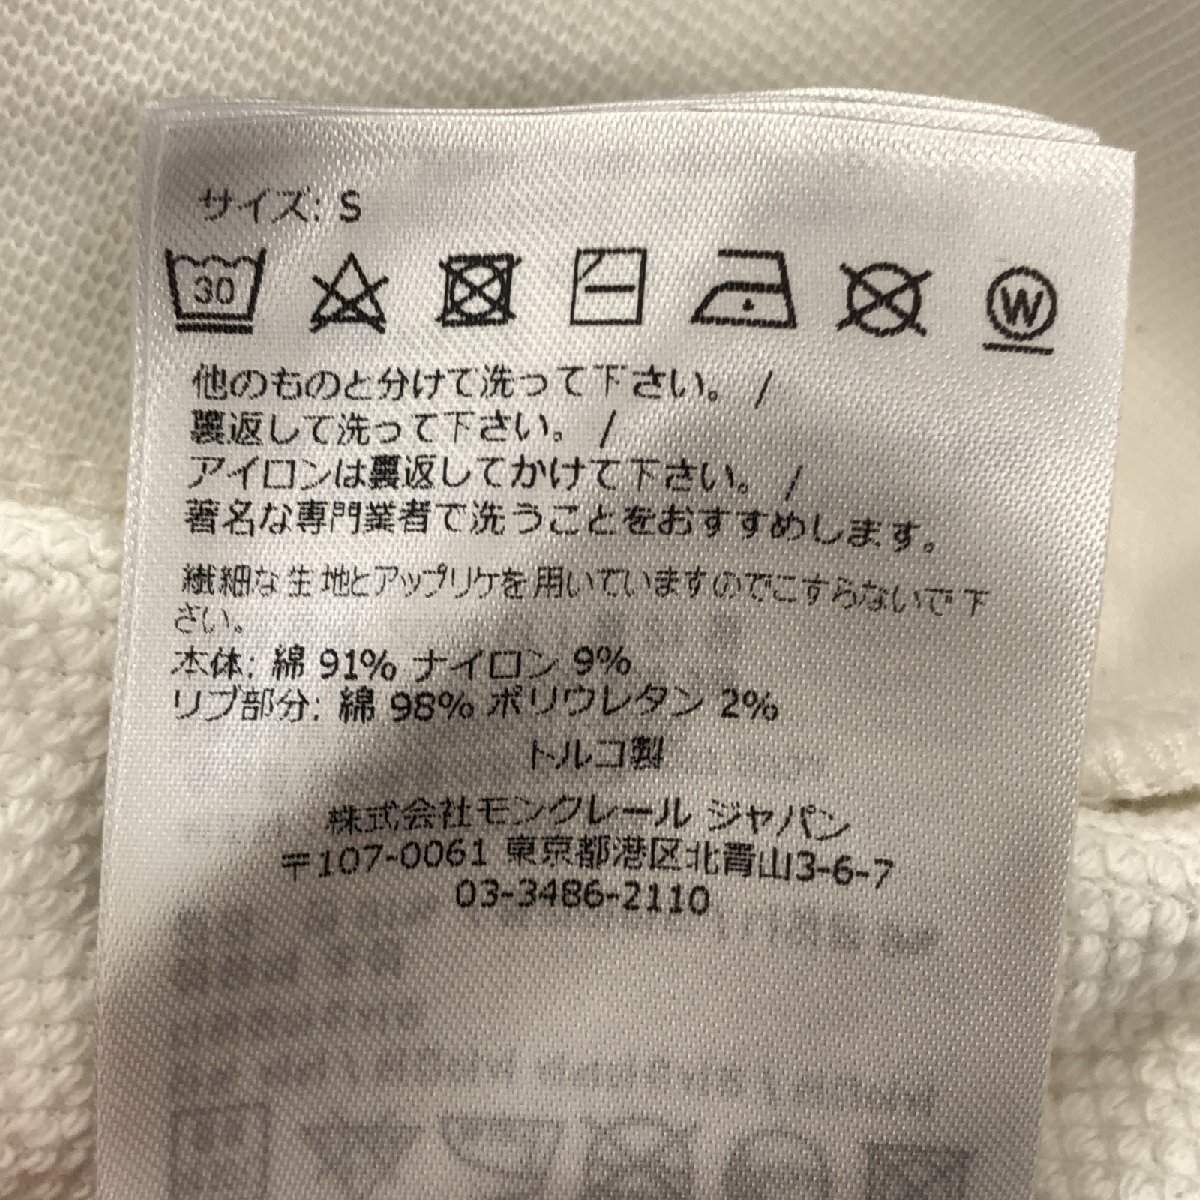 サイズ: S
30
W
他のものと分けて洗って下さい。 /
裏返して洗って下さい。 /
アイロンは裏返してかけて下さい。 /
著名な専門業者で洗うことをおすすめします。
繊細な生地とアップリケを用いていますのでこすらないで下
さい。
本体: 綿 91% ナイロン 9%
リブ部分: 綿 98% ポリウレタン 2%
トルコ製
株式会社モンクレール ジャパン
〒107-0061 東京都港区北青山3-6-7
03-3486-2110